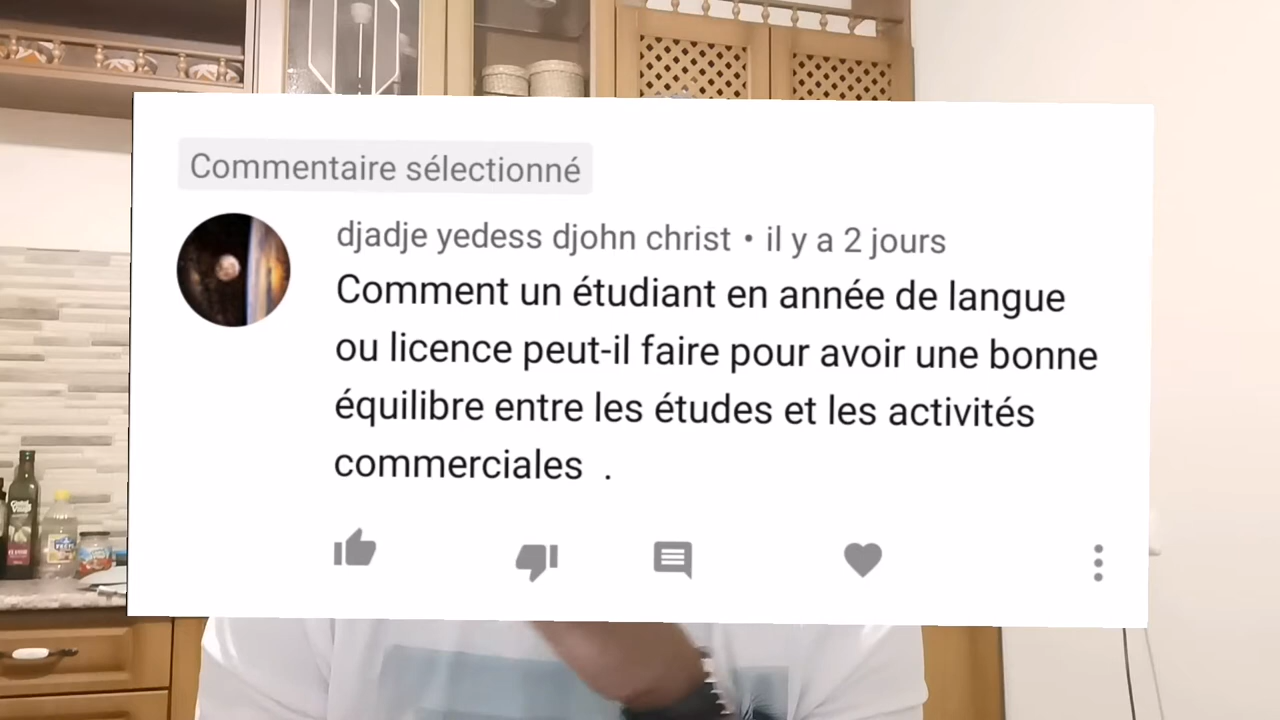 Commentaire sélectionné
djadje yedess djohn christ • il y a 2 jours
Comment un étudiant en année de langue
ou licence peut-il faire pour avoir une bonne
équilibre entre les études et les activités
commerciales .